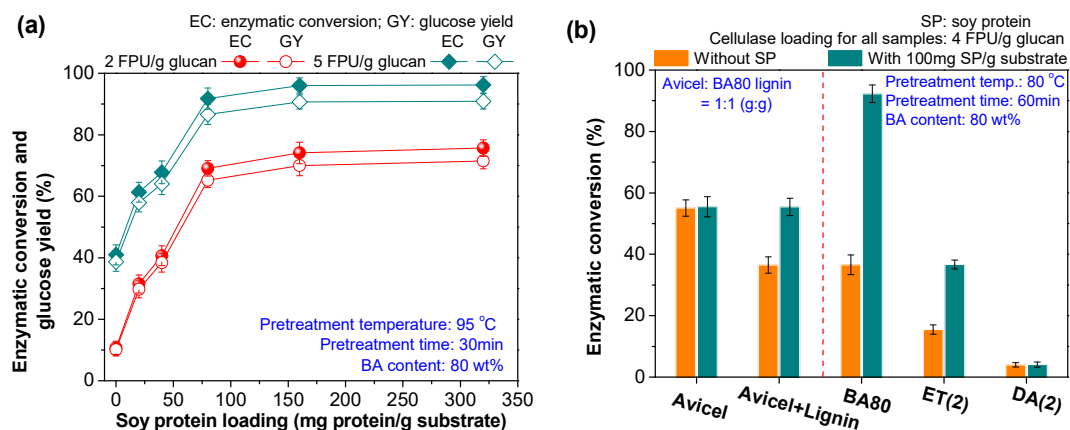 (a)
EC: enzymatic conversion; GY: glucose yield
EC GY EC GY
2 FPU/g glucan 5 FPU/g glucan
100
80
60
40
20
0
Enzymatic conversion and
glucose yield (%)
Pretreatment temperature: 95 °C
Pretreatment time: 30min
BA content: 80 wt%
0 50 100 150 200 250 300 350
Soy protein loading (mg protein/g substrate)
(b)
SP: soy protein
Cellulase loading for all samples: 4 FPU/g glucan
Without SP With 100mg SP/g substrate
Avicel: BA80 lignin
= 1:1 (g:g)
Pretreatment temp.: 80 °C
Pretreatment time: 60min
BA content: 80 wt%
100
80
60
40
20
0
Enzymatic conversion (%)
Avicel Avicel+Lignin BA80 ET(2) DA(2)